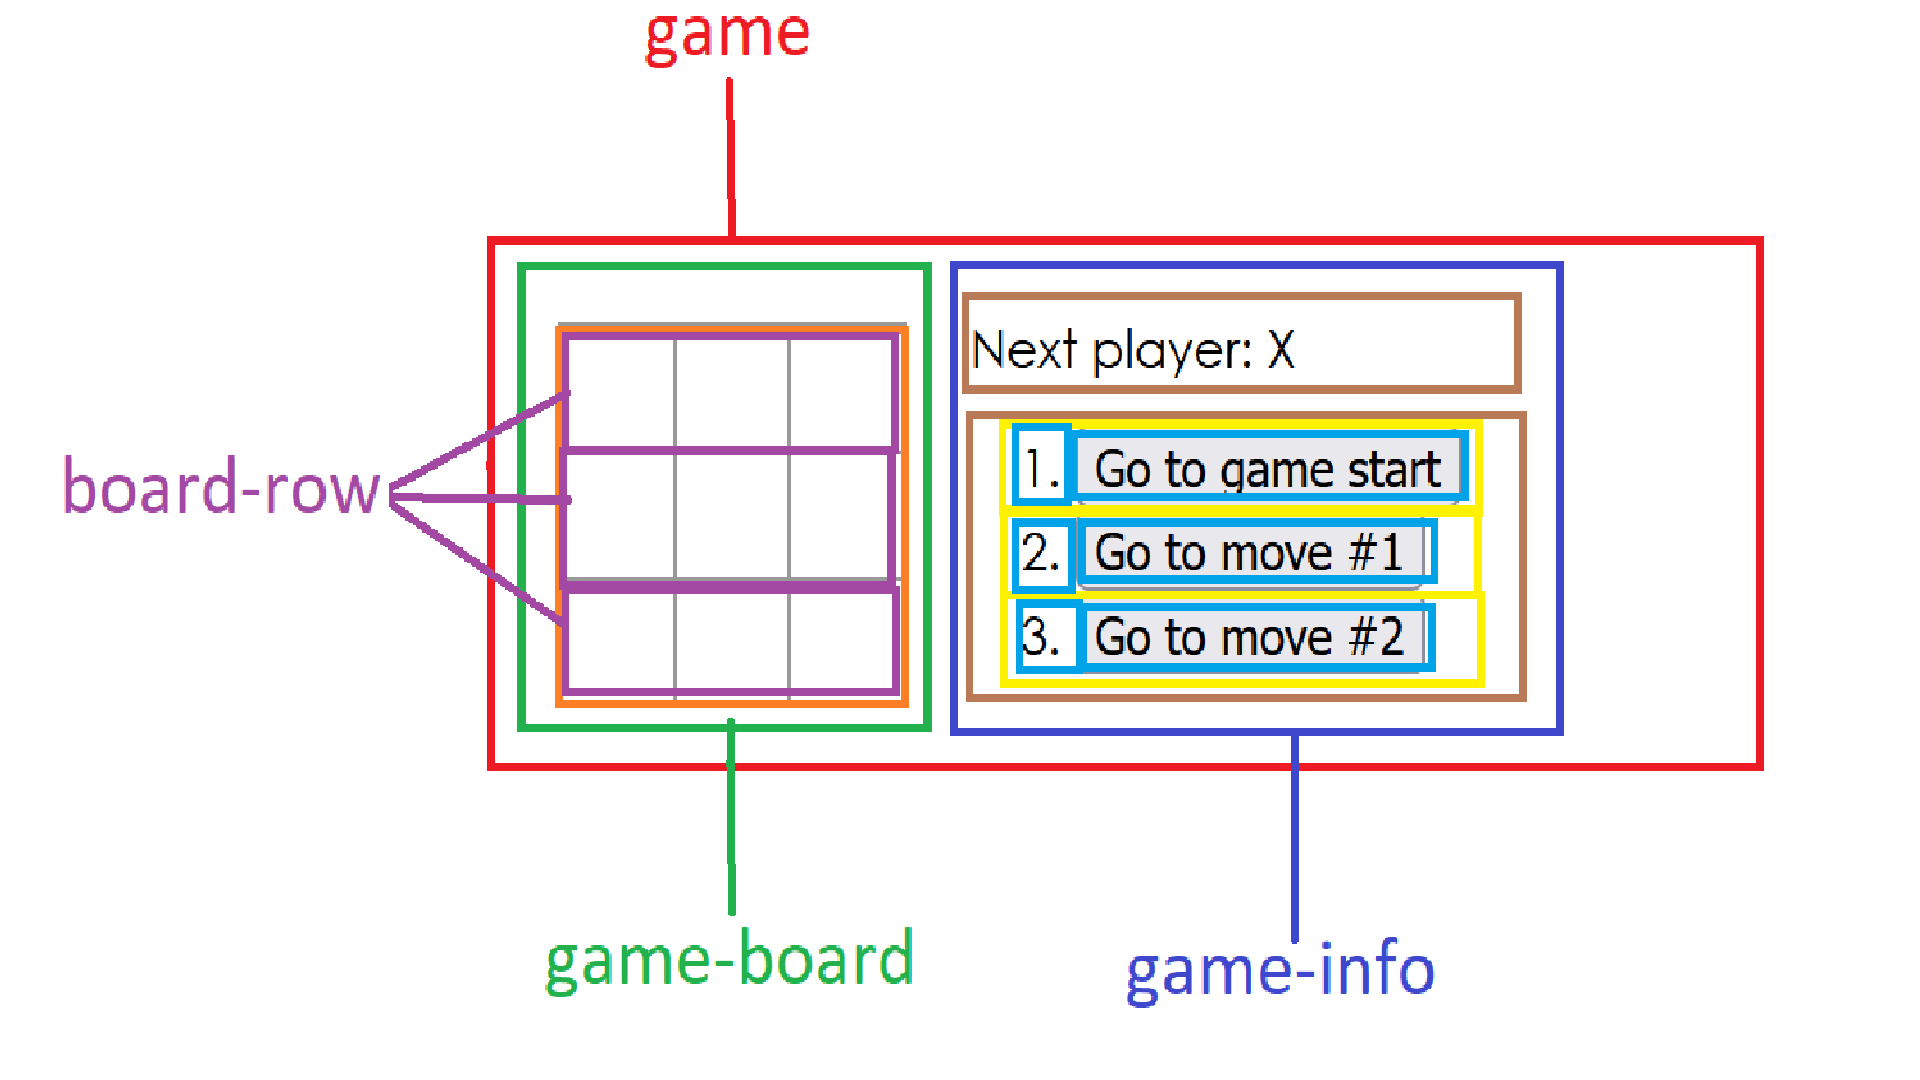 game
board-row
Next player: X
1. Go to game start
2. Go to move #1
3. Go to move #2
game-board
game-info